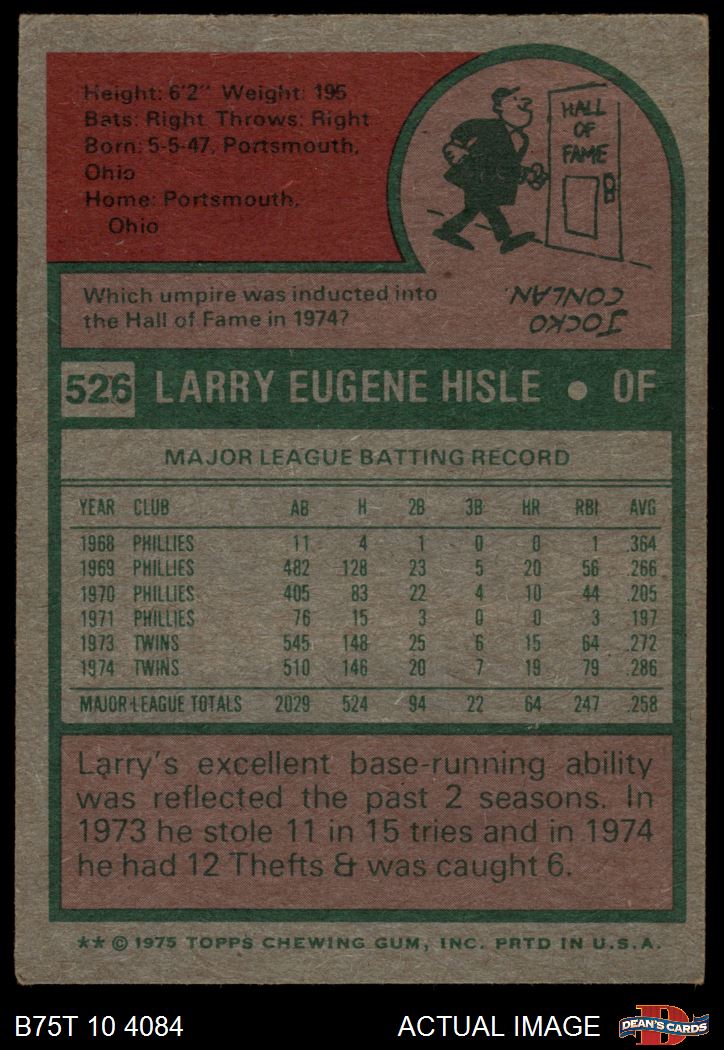 Height: 6'2" Weight: 195
Bats: Right Throws: Right
Born: 5-5-47, Portsmouth,
Ohio
Home: Portsmouth,
Ohio
HALL
OF
FAME
Which umpire was inducted into
the Hall of Fame in 1974?
JOCKO
CONLAN.
526 LARRY EUGENE HISLE • OF
MAJOR LEAGUE BATTING RECORD
YEAR CLUB AB H 2B 3B HR RBI AVG
1968 PHILLIES 11 4 1 0 0 1 .364
1969 PHILLIES 482 128 23 5 20 56 .266
1970 PHILLIES 405 83 22 4 10 44 .205
1971 PHILLIES 76 15 3 0 0 3 .197
1973 TWINS 545 148 25 6 15 64 .272
1974 TWINS 510 146 20 7 19 79 .286
MAJOR LEAGUE TOTALS 2029 524 94 22 64 247 .258
Larry's excellent base-running ability
was reflected the past 2 seasons. In
1973 he stole 11 in 15 tries and in 1974
he had 12 Thefts & was caught 6.
** © 1975 TOPPS CHEWING GUM, INC. PRTD IN U.S.A.
B75T 10 4084 ACTUAL IMAGE D DEAN'S CARDS